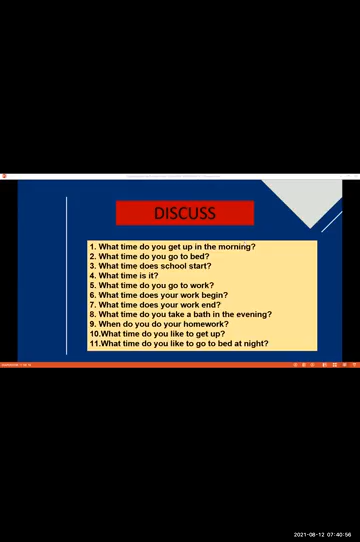 DISCUSS
1. What time do you get up in the morning?
2. What time do you go to bed?
3. What time does school start?
4. What time is it?
5. What time do you go to work?
6. What time does your work begin?
7. What time does your work end?
8. What time do you take a bath in the evening?
9. When do you do your homework?
10.What time do you like to get up?
11.What time do you like to go to bed at night?
2021-08-12 07:40:56